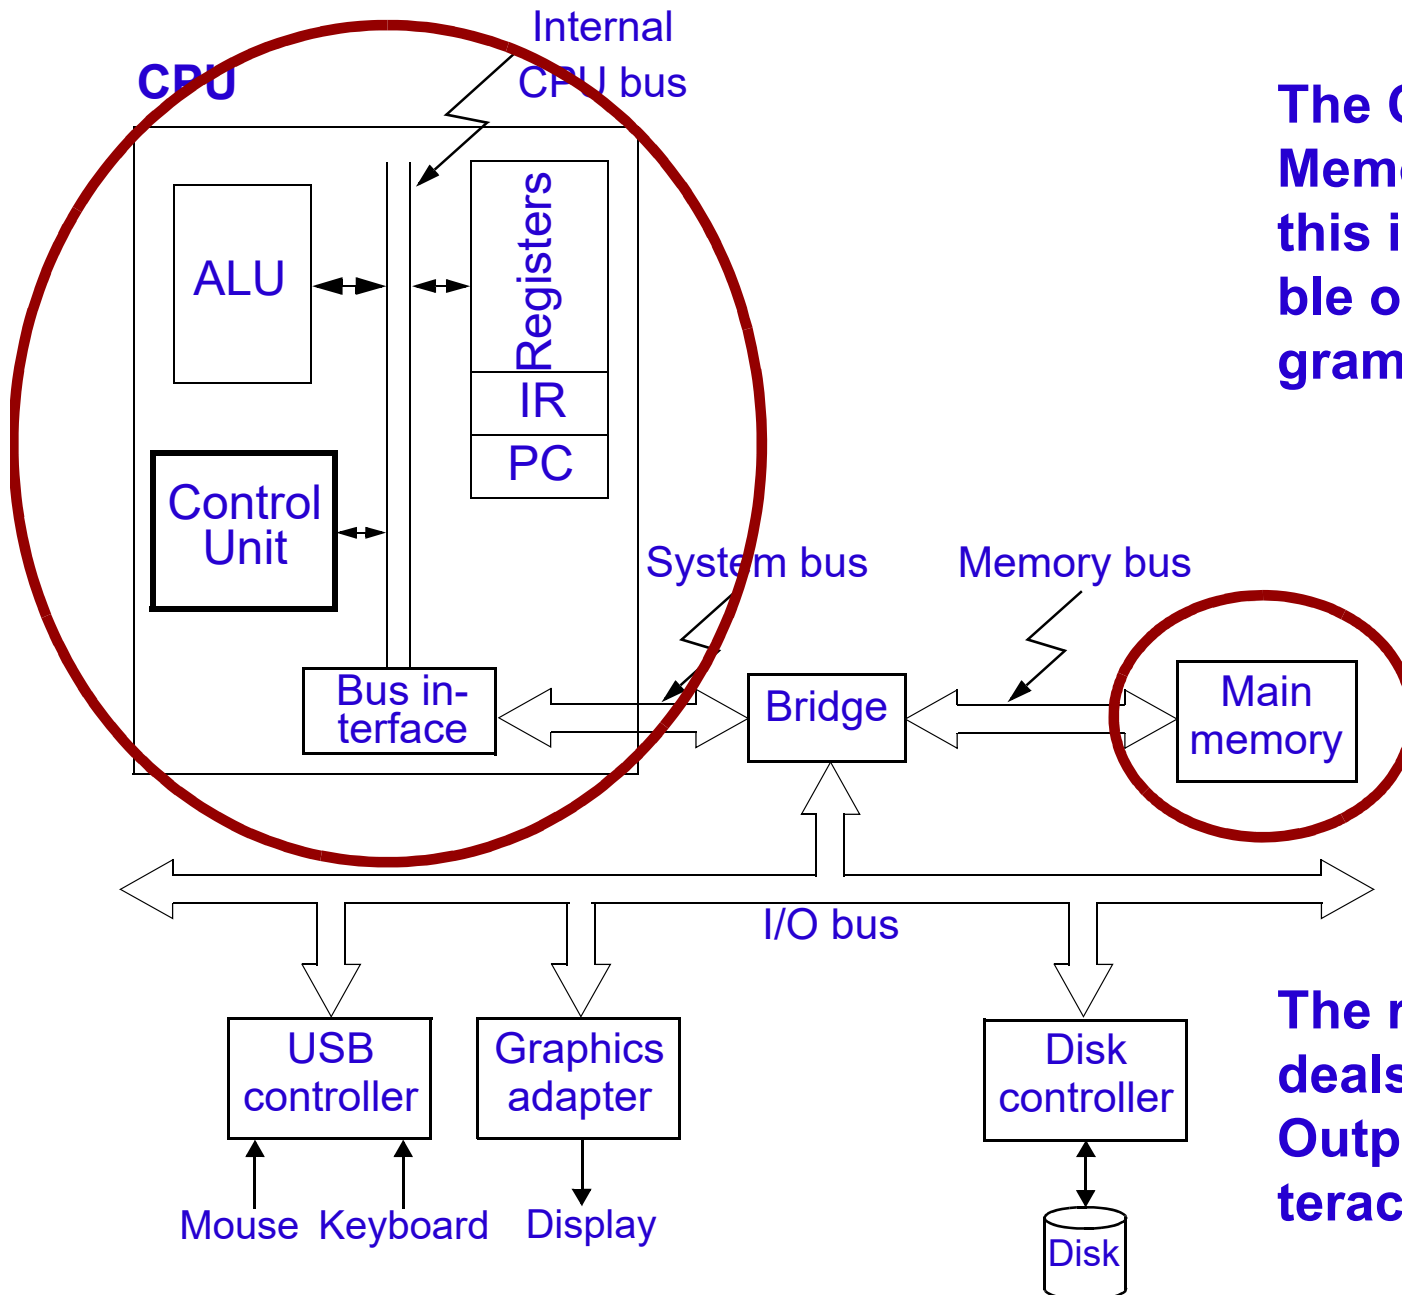 Internal
CPU bus
CPU
The
Mem
this i
ble o
gram
Registers
ALU
IR
PC
Control
Unit
System bus
Memory bus
Bus in-
terface
Bridge
Main
memory
I/O bus
The
deals
Outp
terac
USB
controller
Graphics
adapter
Disk
controller
Mouse
Keyboard
Display
Disk